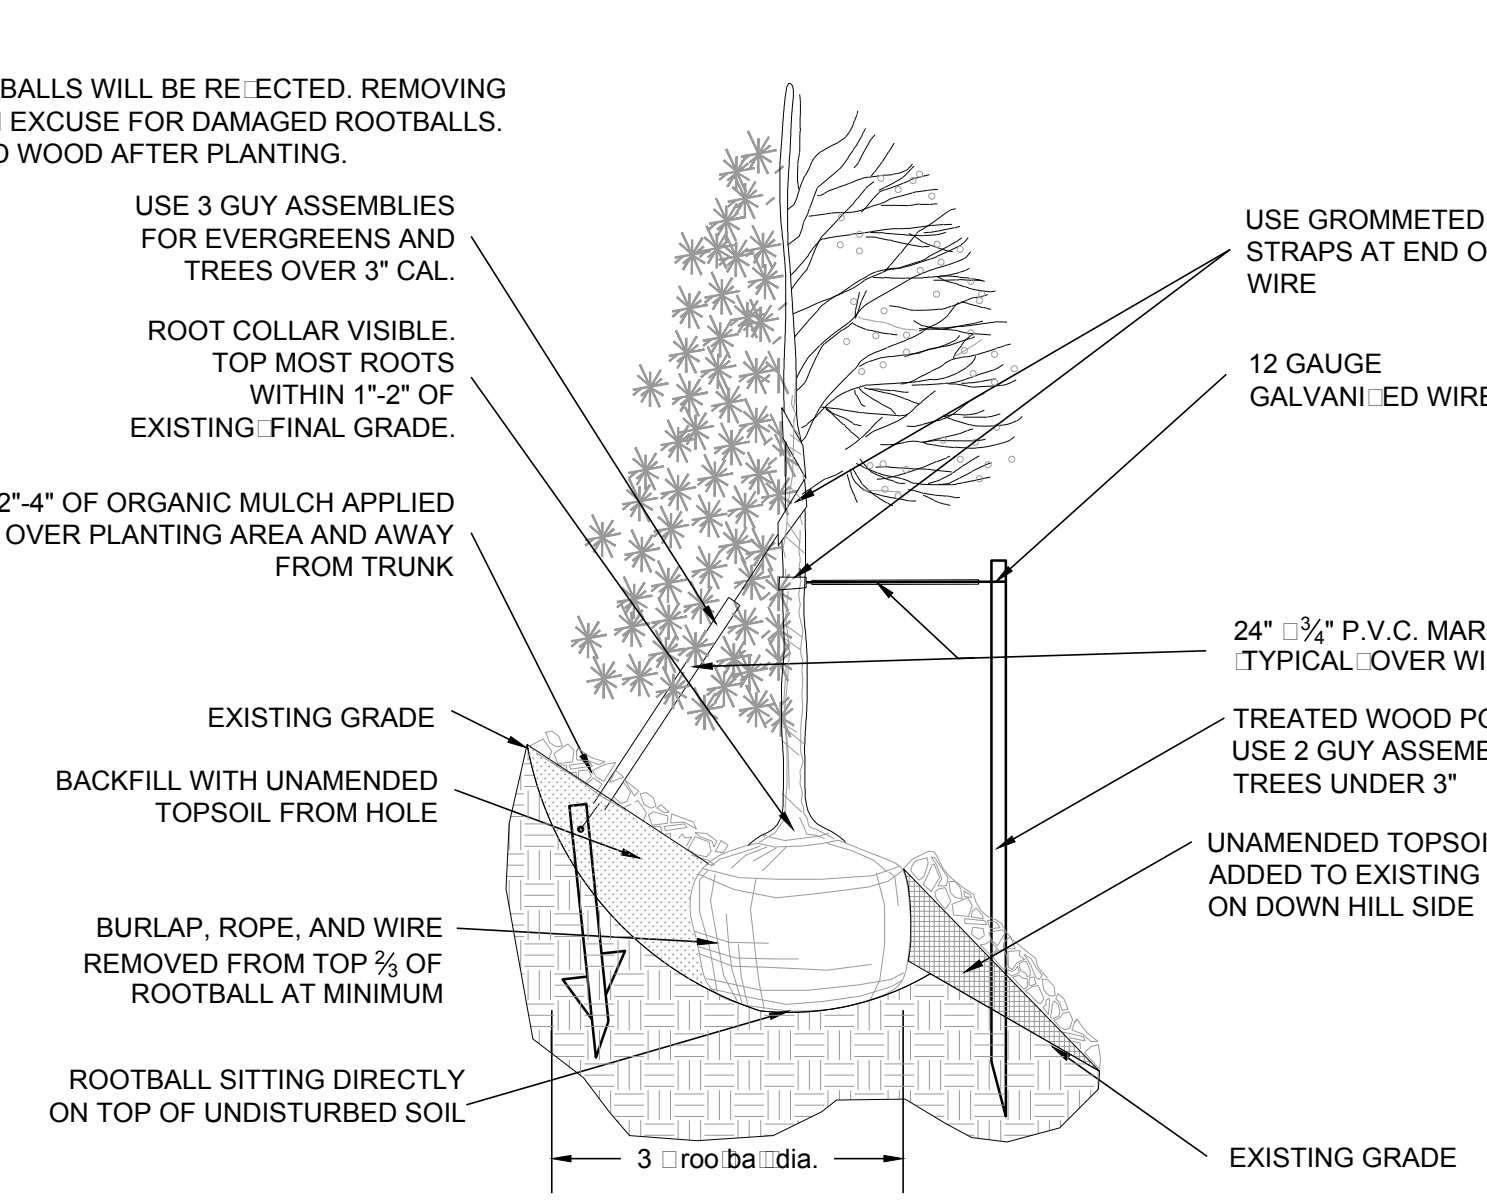 BALLS WILL BE RE□ECTED. REMOVING
EXCUSE FOR DAMAGED ROOTBALLS.
WOOD AFTER PLANTING.
USE 3 GUY ASSEMBLIES
FOR EVERGREENS AND
TREES OVER 3" CAL.
ROOT COLLAR VISIBLE.
TOP MOST ROOTS
WITHIN 1"-2" OF
EXISTING□FINAL GRADE.
2"-4" OF ORGANIC MULCH APPLIED
OVER PLANTING AREA AND AWAY
FROM TRUNK
EXISTING GRADE
BACKFILL WITH UNAMENDED
TOPSOIL FROM HOLE
BURLAP, ROPE, AND WIRE
REMOVED FROM TOP ⅔ OF
ROOTBALL AT MINIMUM
ROOTBALL SITTING DIRECTLY
ON TOP OF UNDISTURBED SOIL
3 □roo□ba□□dia.
USE GROMMETED
STRAPS AT END O
WIRE
12 GAUGE
GALVANI□ED WIRE
24" □¾" P.V.C. MAR
□TYPICAL□OVER WI
TREATED WOOD PO
USE 2 GUY ASSEMB
TREES UNDER 3"
UNAMENDED TOPSOI
ADDED TO EXISTING
ON DOWN HILL SIDE
EXISTING GRADE